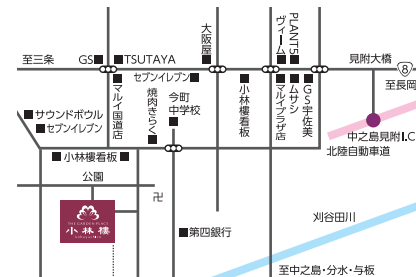 至三条
GS
TSUTAYA
大阪屋
ヴィーム
PLANT5
見附大橋
8
至長岡
セブンイレブン
マルイ国道店
焼肉きらく
今町
中学校
小林樓看板
マルイプラザ店
ムサシ
GS宇佐美
中之島見附I.C
北陸自動車道
サウンドボウル
セブンイレブン
小林樓看板
公園
卍
小林樓
第四銀行
刈谷田川
至中之島・分水・与板